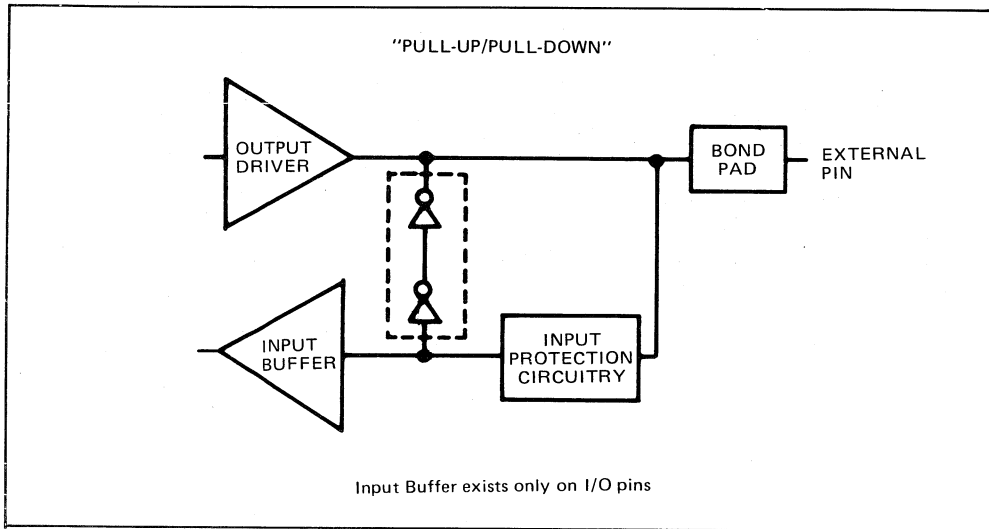 "PULL-UP/PULL-DOWN"
OUTPUT
DRIVER
BOND
PAD
EXTERNAL
PIN
INPUT
BUFFER
INPUT
PROTECTION
CIRCUITRY
Input Buffer exists only on I/O pins